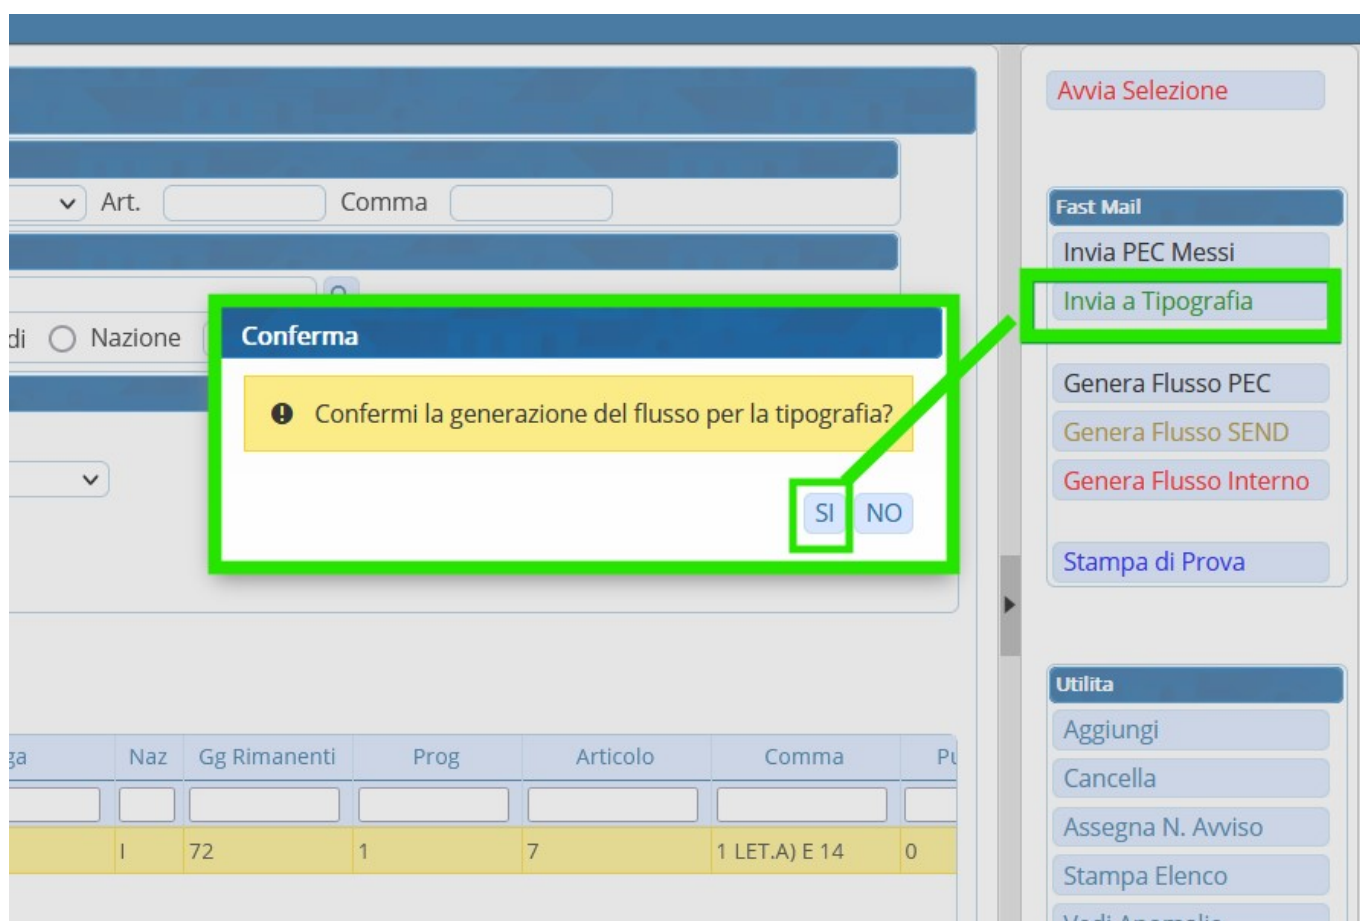 Avvia Selezione
Art.
Comma
Fast Mail
Invia PEC Messi
Invia a Tipografia
di
Nazione
Conferma
Confermi la generazione del flusso per la tipografia?
SI
NO
Genera Flusso PEC
Genera Flusso SEND
Genera Flusso Interno
Stampa di Prova
Utilita
Aggiungi
Cancella
Assegna N. Avviso
Stampa Elenco
ga Naz Gg Rimanenti Prog Articolo Comma
I 72 1 7 1 LET.A) E 14 0